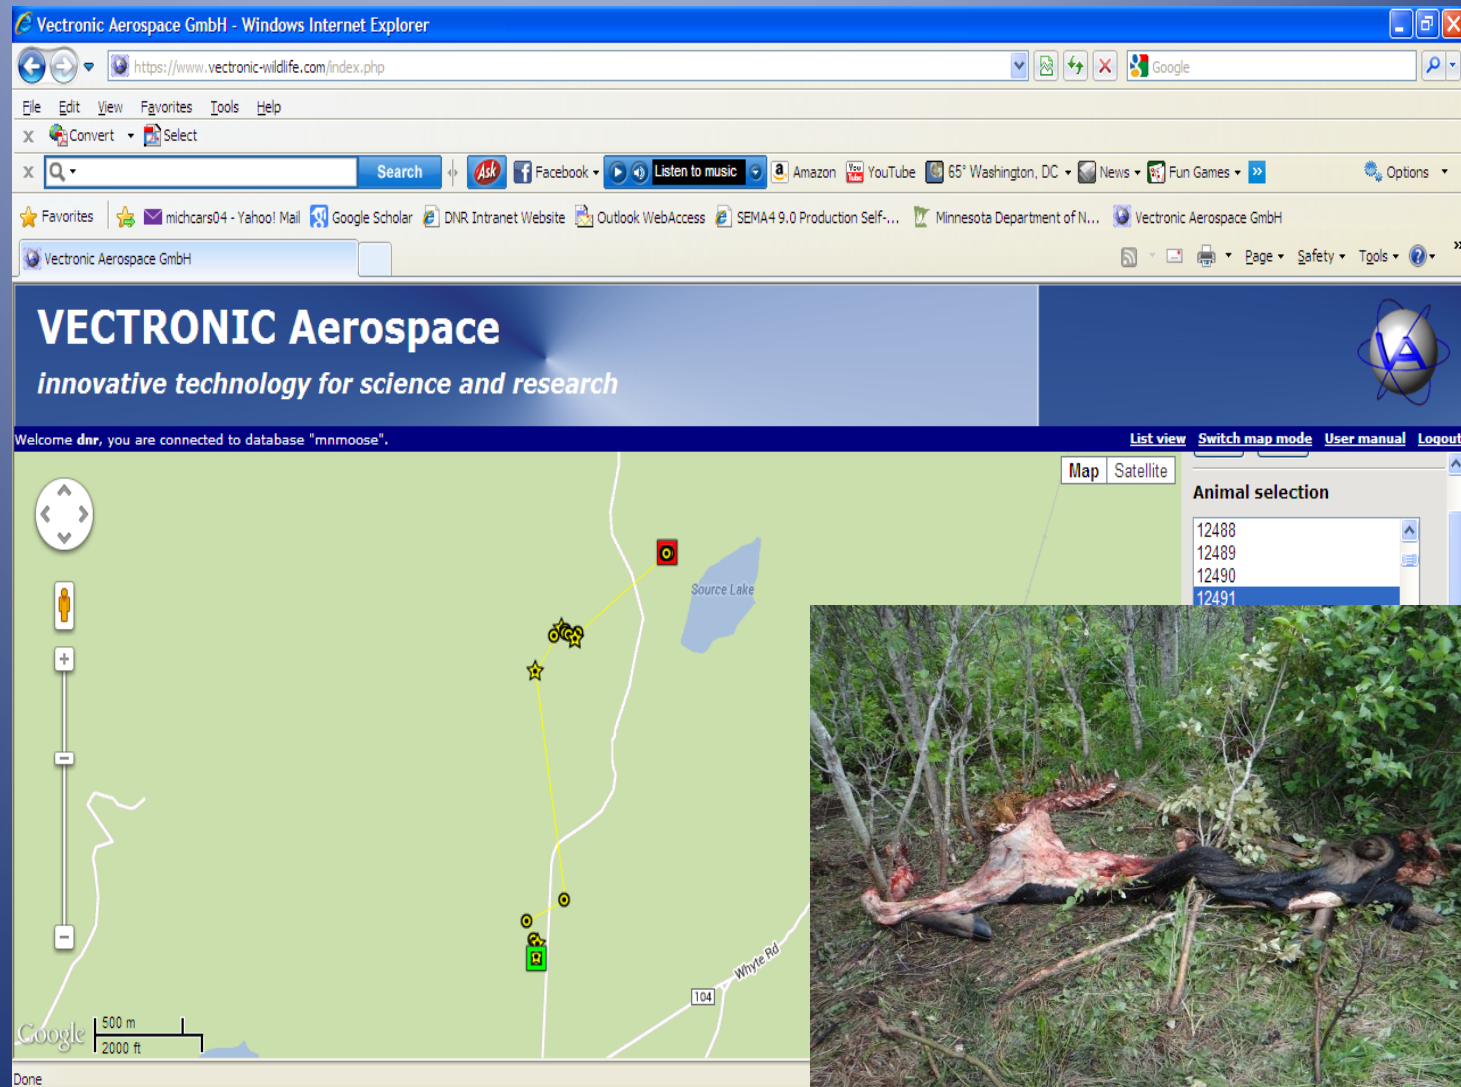 Vectronic Aerospace GmbH - Windows Internet Explorer
https://www.vectronic-wildlife.com/index.php
Google
File Edit View Favorites Tools Help
x Convert Select
x Search Ask Facebook Listen to music a Amazon You Tube YouTube 65° Washington, DC News Fun Games » Options
Favorites michcars04 - Yahoo! Mail Google Scholar DNR Intranet Website Outlook WebAccess SEMA4 9.0 Production Self-... Minnesota Department of N... Vectronic Aerospace GmbH
Vectronic Aerospace GmbH Page Safety Tools »
VECTRONIC Aerospace
innovative technology for science and research
VA
Welcome dnr, you are connected to database "mnmoose". List view Switch map mode User manual Logout
Map Satellite
Animal selection
12488
12489
12490
12491
Source Lake
Whyte Rd
104
Google
500 m
2000 ft
Done